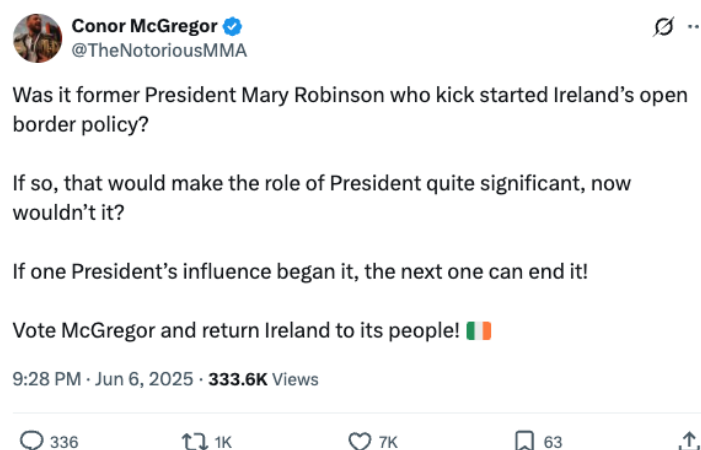 Conor McGregor
@TheNotoriousMMA
Was it former President Mary Robinson who kick started Ireland's open
border policy?
If so, that would make the role of President quite significant, now
wouldn't it?
If one President's influence began it, the next one can end it!
Vote McGregor and return Ireland to its people! 🇮🇪
9:28 PM · Jun 6, 2025 · 333.6K Views
336 1K 7K 63